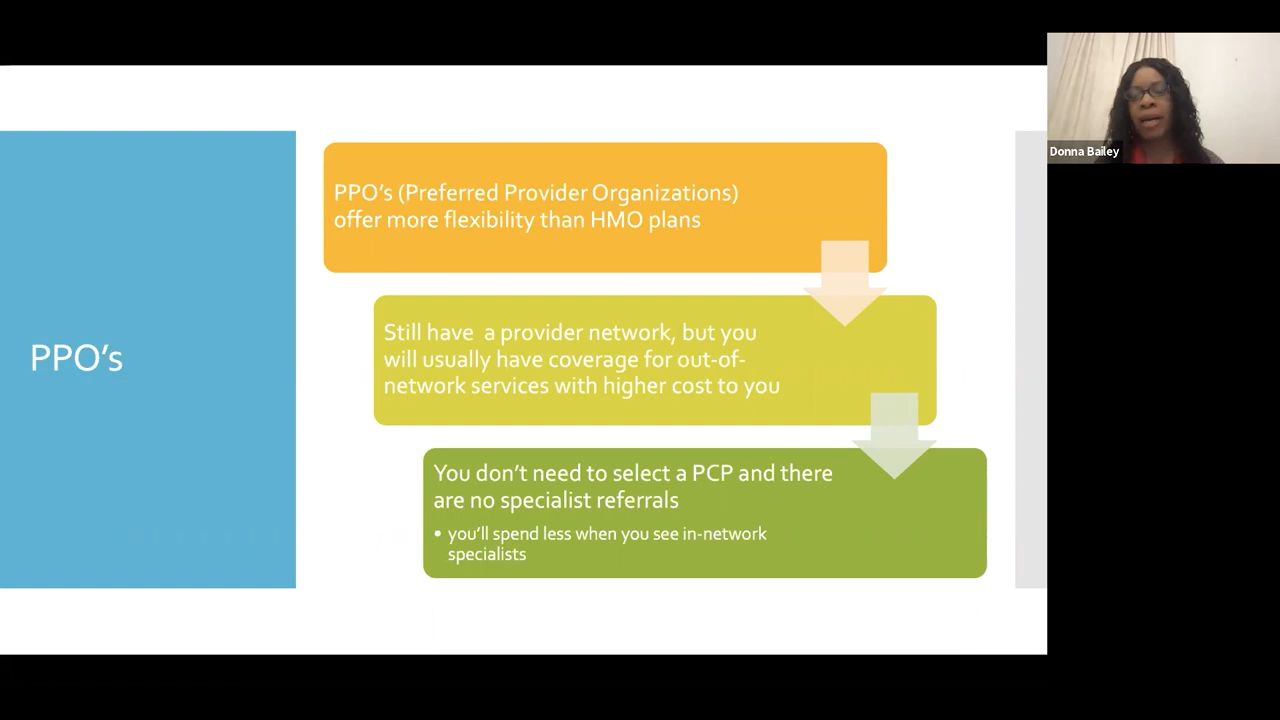 PPO's
PPO's (Preferred Provider Organizations)
offer more flexibility than HMO plans
Still have  a provider network, but you
will usually have coverage for out-of-
network services with higher cost to you
You don't need to select a PCP and there
are no specialist referrals
• you'll spend less when you see in-network
specialists
Donna Bailey